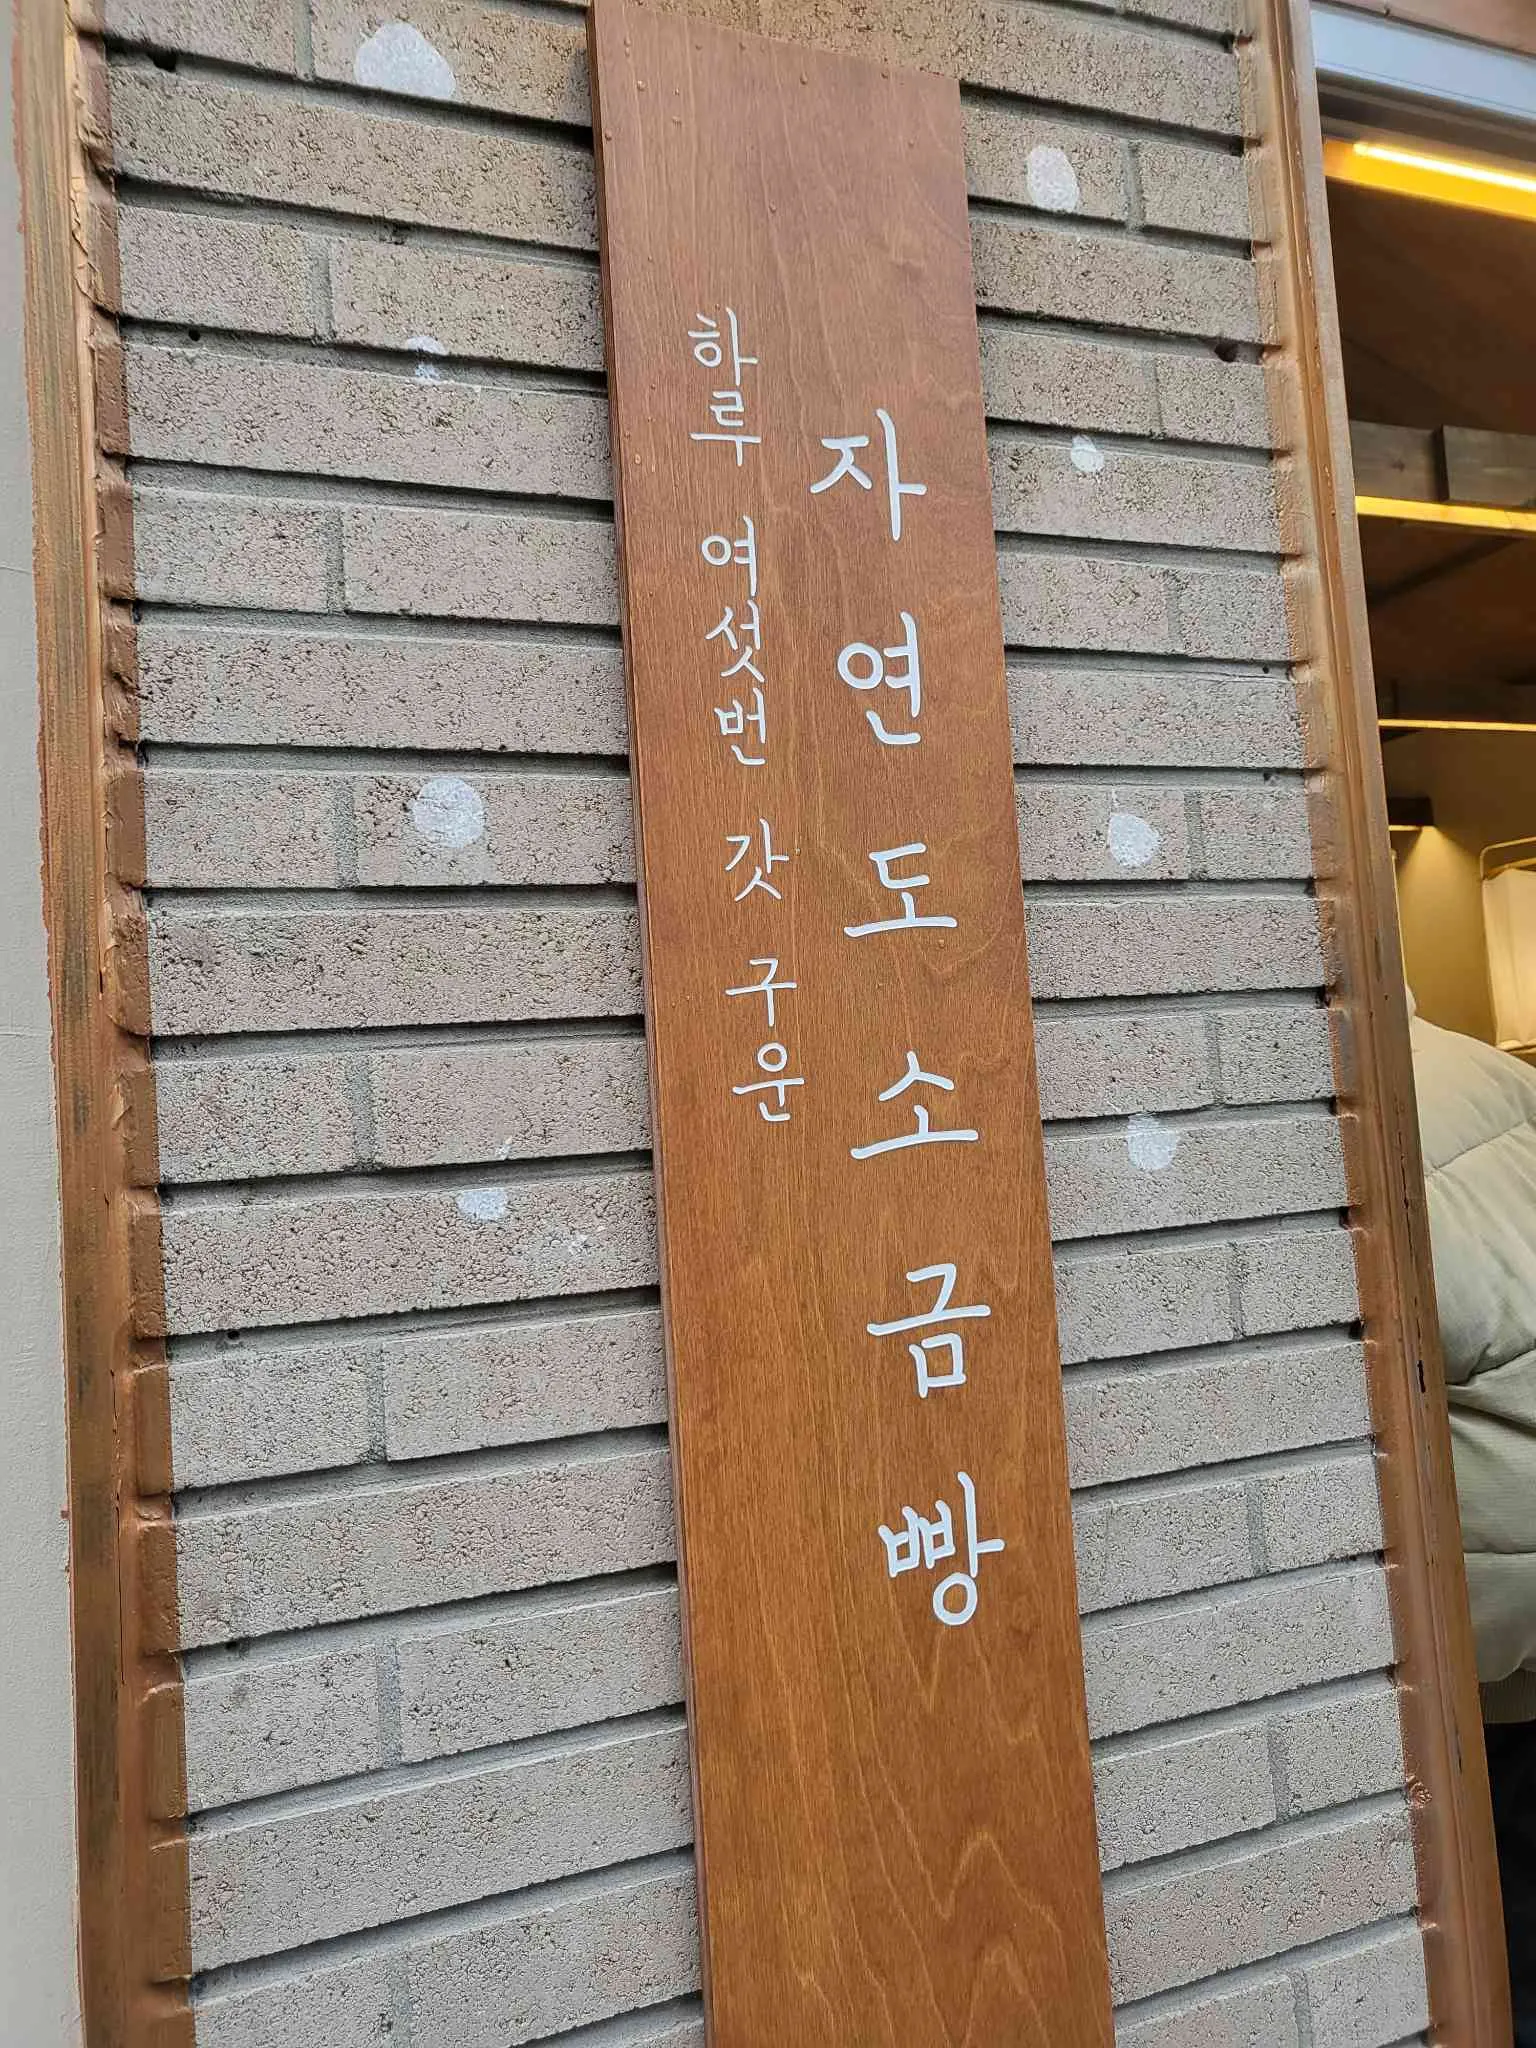 하루 여섯번 갓 구운
자연도소금빵